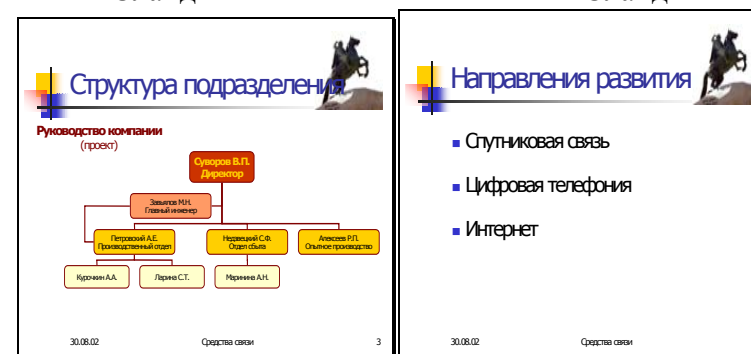 Структура подразделения
Руководство компании
(проект)
Суворов В.П.
Директор
Завьялов М.Н.
Главный инженер
Петровский А.Е.
Производственный отдел
Недвецкий С.Ф.
Отдел сбыта
Алексеев Р.П.
Опытное производство
Курочкин А.А.
Ларина С.Т.
Маринина А.Н.
30.08.02
Средства связи
3
Направления развития
Спутниковая связь
Цифровая телефония
Интернет
30.08.02
Средства связи